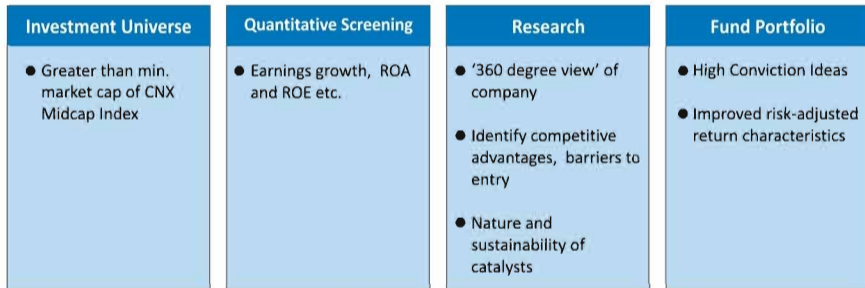 Investment Universe
● Greater than min.
market cap of CNX
Midcap Index
Quantitative Screening
● Earnings growth, ROA
and ROE etc.
Research
● '360 degree view' of
company
● Identify competitive
advantages, barriers to
entry
● Nature and
sustainability of
catalysts
Fund Portfolio
● High Conviction Ideas
● Improved risk-adjusted
return characteristics